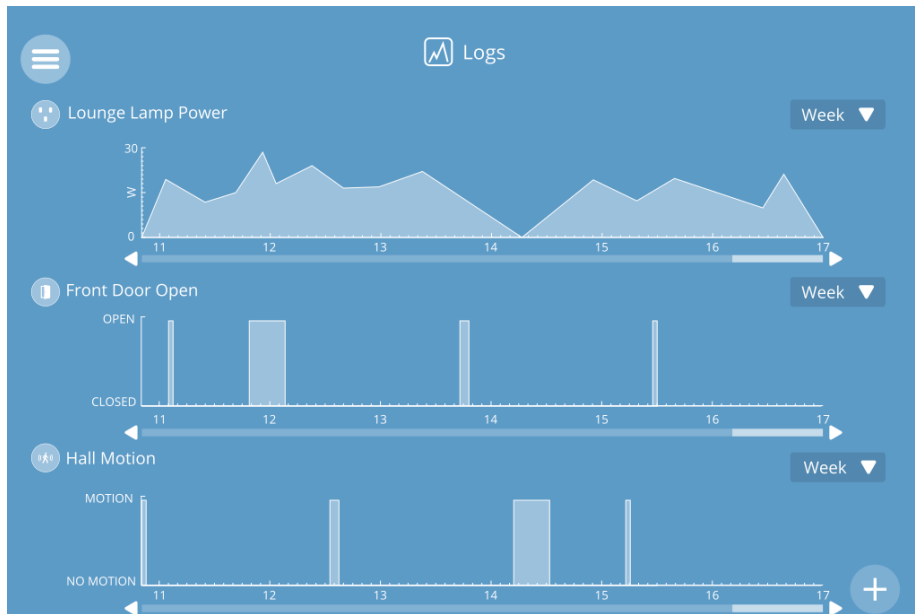 Logs
Lounge Lamp Power
Week
30
W
0
11 12 13 14 15 16 17
Front Door Open
Week
OPEN
CLOSED
11 12 13 14 15 16 17
Hall Motion
Week
MOTION
NO MOTION
11 12 13 14 15 16 17